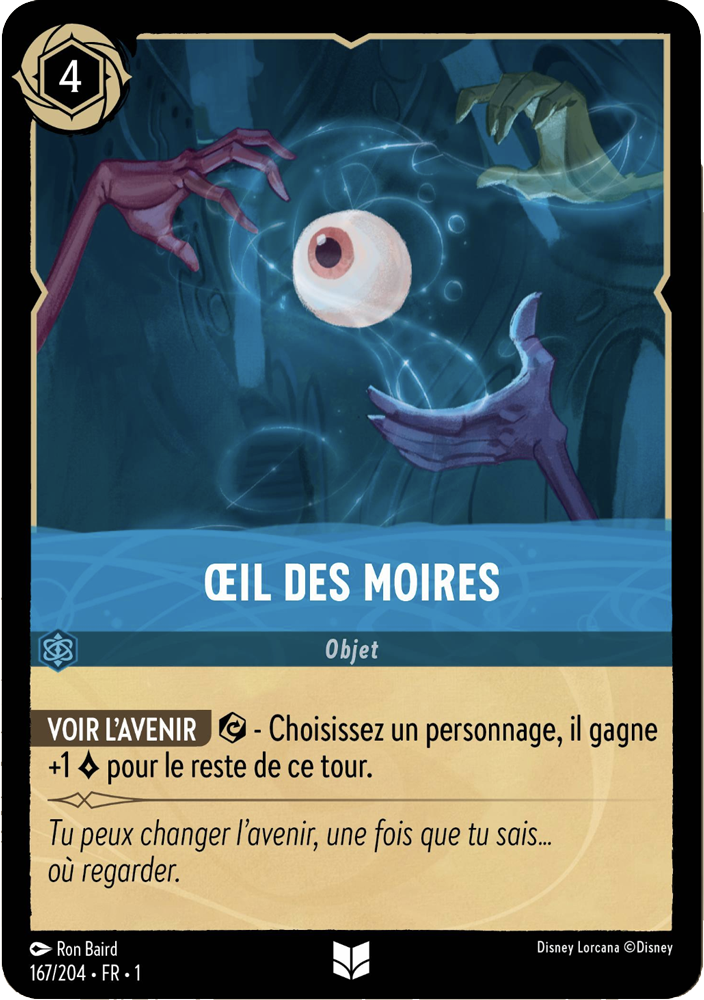 4
ŒIL DES MOIRES
Objet
VOIR L'AVENIR - Choisissez un personnage, il gagne
+1 pour le reste de ce tour.
Tu peux changer l'avenir, une fois que tu sais...
où regarder.
Ron Baird
Disney Lorcana ©Disney
167/204 • FR • 1